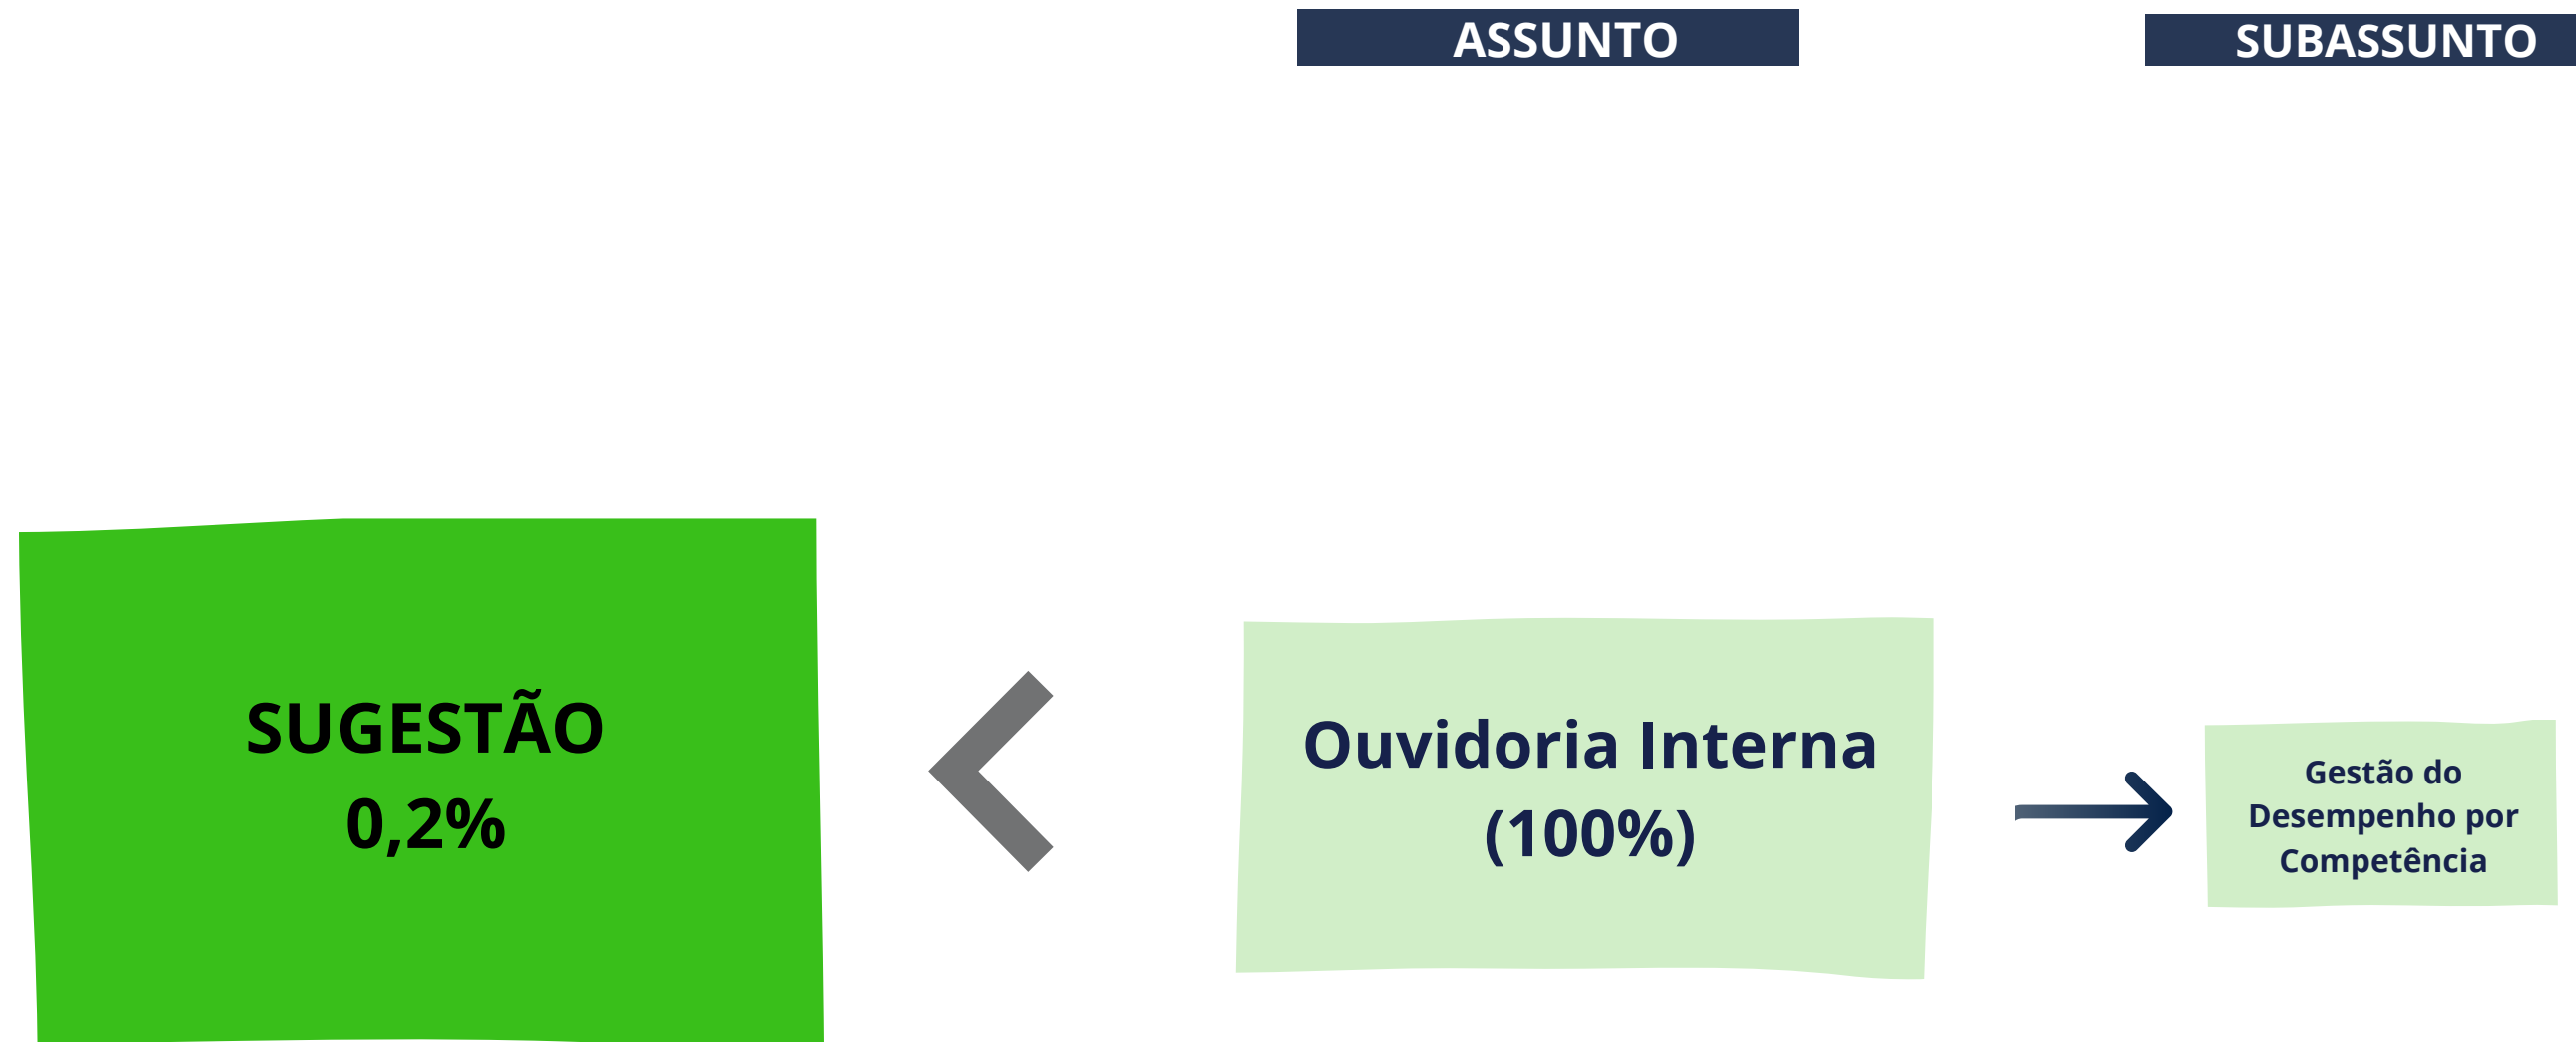 ASSUNTO
SUBASSUNTO
SUGESTÃO
0,2%
Ouvidoria Interna
(100%)
Gestão do
Desempenho por
Competência